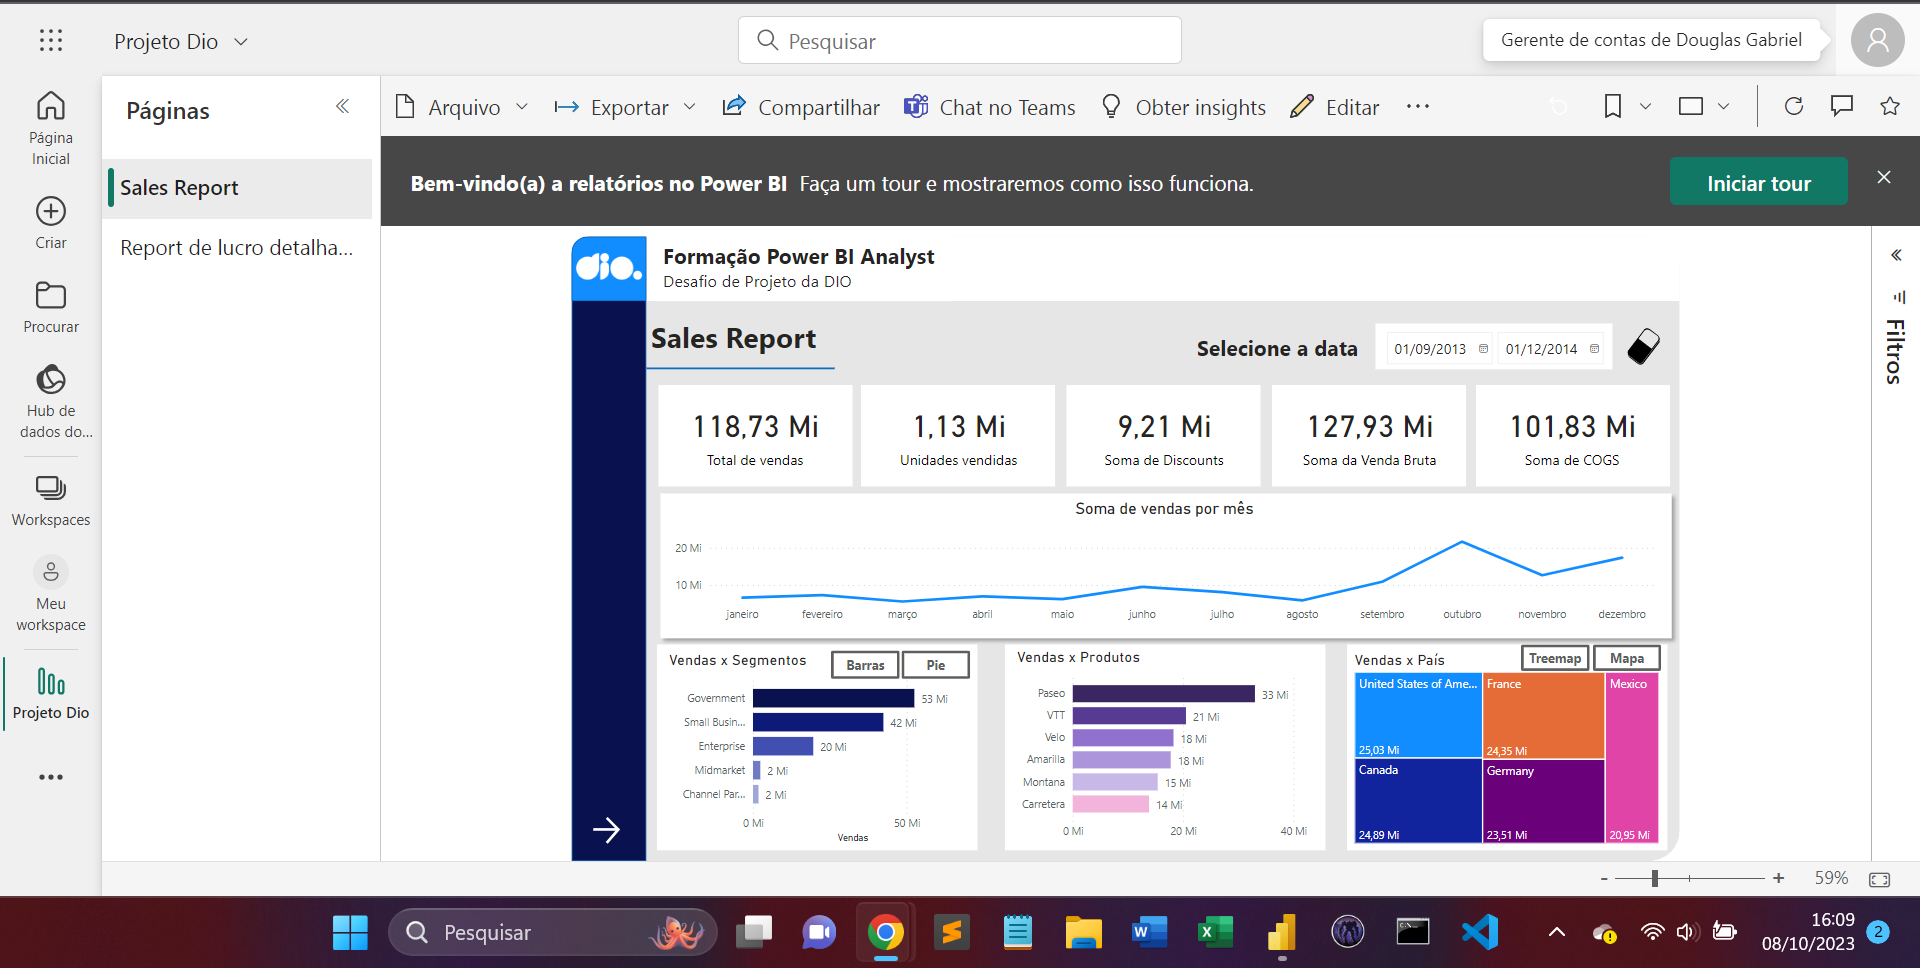 Projeto Dio
Pesquisar
Gerente de contas de Douglas Gabriel
Página
Inicial
Criar
Procurar
Hub de
dados do...
Workspaces
Meu
workspace
Projeto Dio
Páginas
Sales Report
Report de lucro detalha...
Arquivo
Exportar
Compartilhar
Chat no Teams
Obter insights
Editar
Bem-vindo(a) a relatórios no Power BI Faça um tour e mostraremos como isso funciona.
Iniciar tour
Filtros
dio.
Formação Power BI Analyst
Desafio de Projeto da DIO
Sales Report
Selecione a data
01/09/2013
01/12/2014
118,73 Mi
Total de vendas
1,13 Mi
Unidades vendidas
9,21 Mi
Soma de Discounts
127,93 Mi
Soma da Venda Bruta
101,83 Mi
Soma de COGS
Soma de vendas por mês
20 Mi
10 Mi
janeiro fevereiro março abril maio junho julho agosto setembro outubro novembro dezembro
Vendas x Segmentos
Barras
Pie
Government 53 Mi
Small Busin... 42 Mi
Enterprise 20 Mi
Midmarket 2 Mi
Channel Par... 2 Mi
0 Mi 50 Mi
Vendas
Vendas x Produtos
Paseo 33 Mi
VTT 21 Mi
Velo 18 Mi
Amarilla 18 Mi
Montana 15 Mi
Carretera 14 Mi
0 Mi 20 Mi 40 Mi
Vendas x País
Treemap
Mapa
United States of Ame...
25,03 Mi
France
24,35 Mi
Mexico
20,95 Mi
Canada
24,89 Mi
Germany
23,51 Mi
- + 59%
Pesquisar
16:09
08/10/2023
2